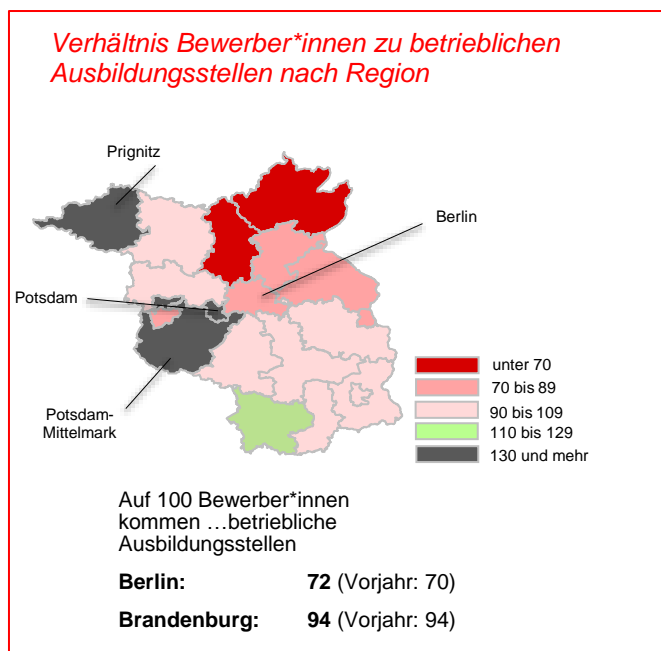 Verhältnis Bewerber*innen zu betrieblichen
Ausbildungsstellen nach Region
Prignitz
Berlin
Potsdam
Potsdam-
Mittelmark
unter 70
70 bis 89
90 bis 109
110 bis 129
130 und mehr
Auf 100 Bewerber*innen
kommen …betriebliche
Ausbildungsstellen
Berlin: 72 (Vorjahr: 70)
Brandenburg: 94 (Vorjahr: 94)